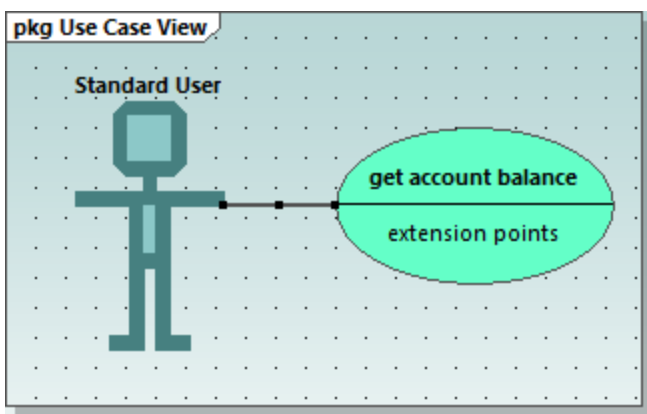 pkg Use Case View
Standard User
get account balance
extension points